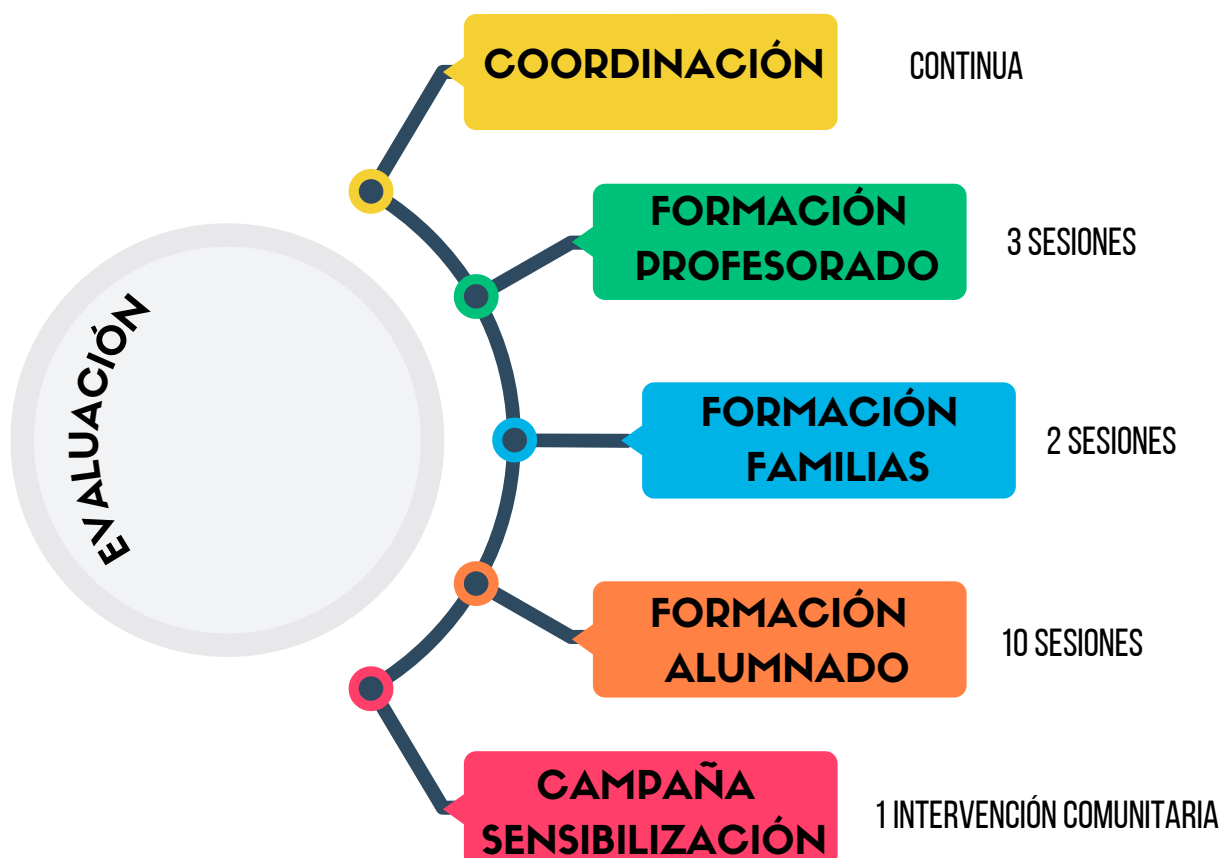 COORDINACIÓN
CONTINUA
FORMACIÓN
PROFESORADO
3 SESIONES
EVALUACIÓN
FORMACIÓN
FAMILIAS
2 SESIONES
FORMACIÓN
ALUMNADO
10 SESIONES
CAMPAÑA
SENSIBILIZACIÓN
1 INTERVENCIÓN COMUNITARIA